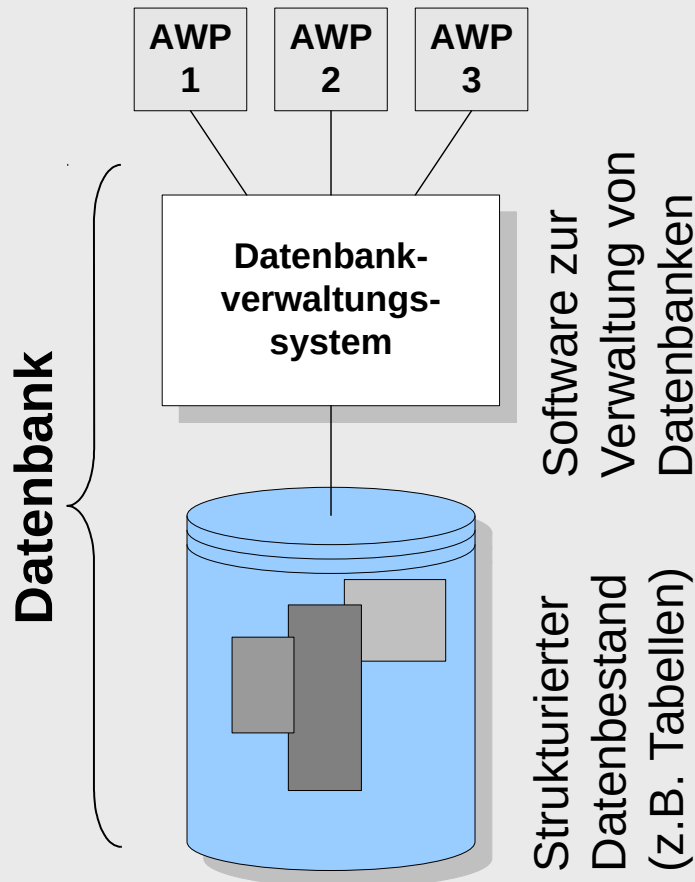 AWP
1
AWP
2
AWP
3
Datenbank-
verwaltungs-
system
Datenbank
Software zur
Verwaltung von
Datenbanken
Strukturierter
Datenbestand
(z.B. Tabellen)